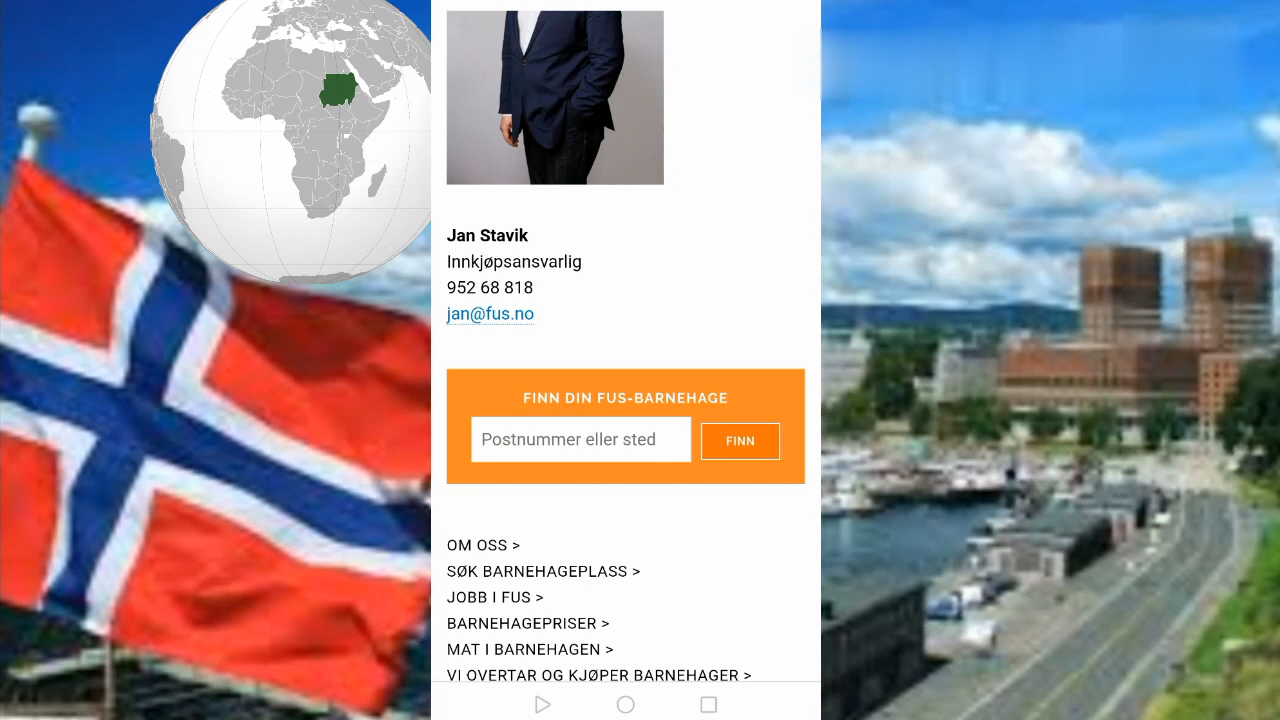 Jan Stavik
Innkjøpsansvarlig
952 68 818
jan@fus.no
FINN DIN FUS-BARNEHAGE
Postnummer eller sted
FINN
OM OSS >
SØK BARNEHAGEPLASS >
JOBB I FUS >
BARNEHAGEPRISER >
MAT I BARNEHAGEN >
VI OVERTAR OG KJØPER BARNEHAGER >